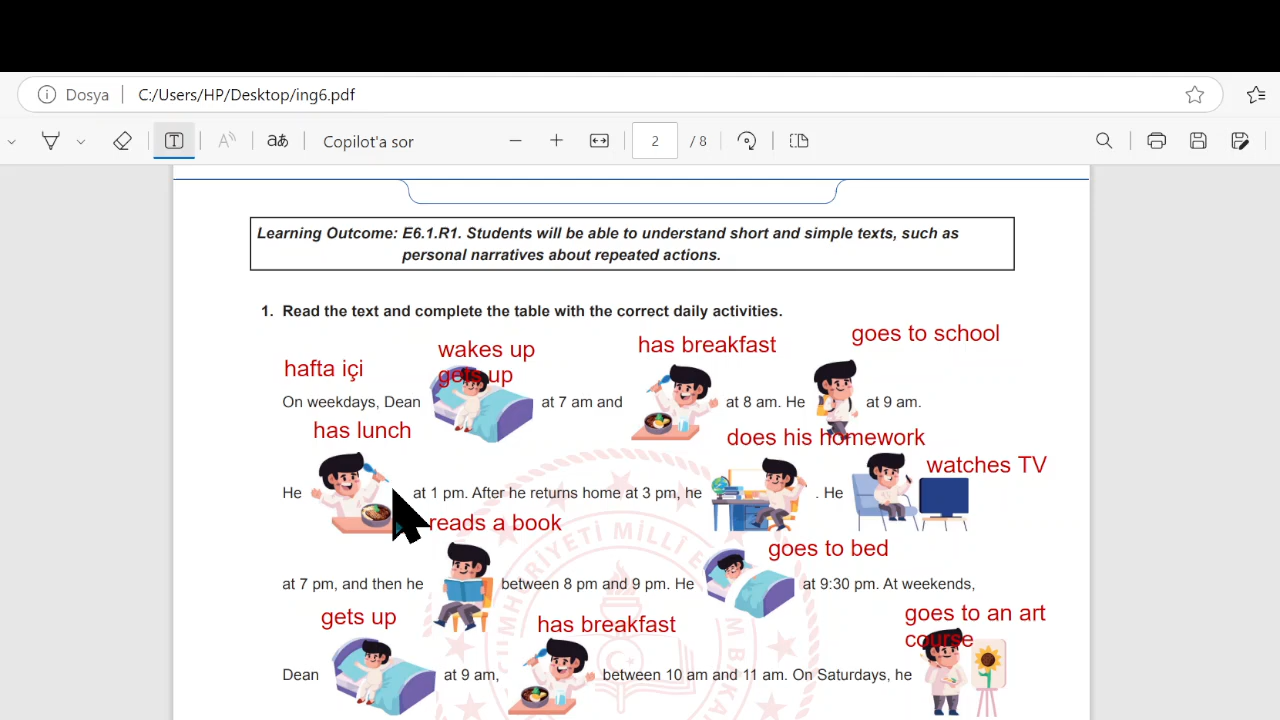 Dosya C:/Users/HP/Desktop/ing6.pdf
A aあ Copilot'a sor 2 / 8
Learning Outcome: E6.1.R1. Students will be able to understand short and simple texts, such as
personal narratives about repeated actions.
1. Read the text and complete the table with the correct daily activities.
hafta içi
wakes up
gets up
has breakfast
goes to school
On weekdays, Dean at 7 am and at 8 am. He at 9 am.
has lunch
does his homework
watches TV
He at 1 pm. After he returns home at 3 pm, he . He
reads a book
goes to bed
at 7 pm, and then he between 8 pm and 9 pm. He at 9:30 pm. At weekends,
gets up
has breakfast
goes to an art
course
Dean at 9 am, between 10 am and 11 am. On Saturdays, he